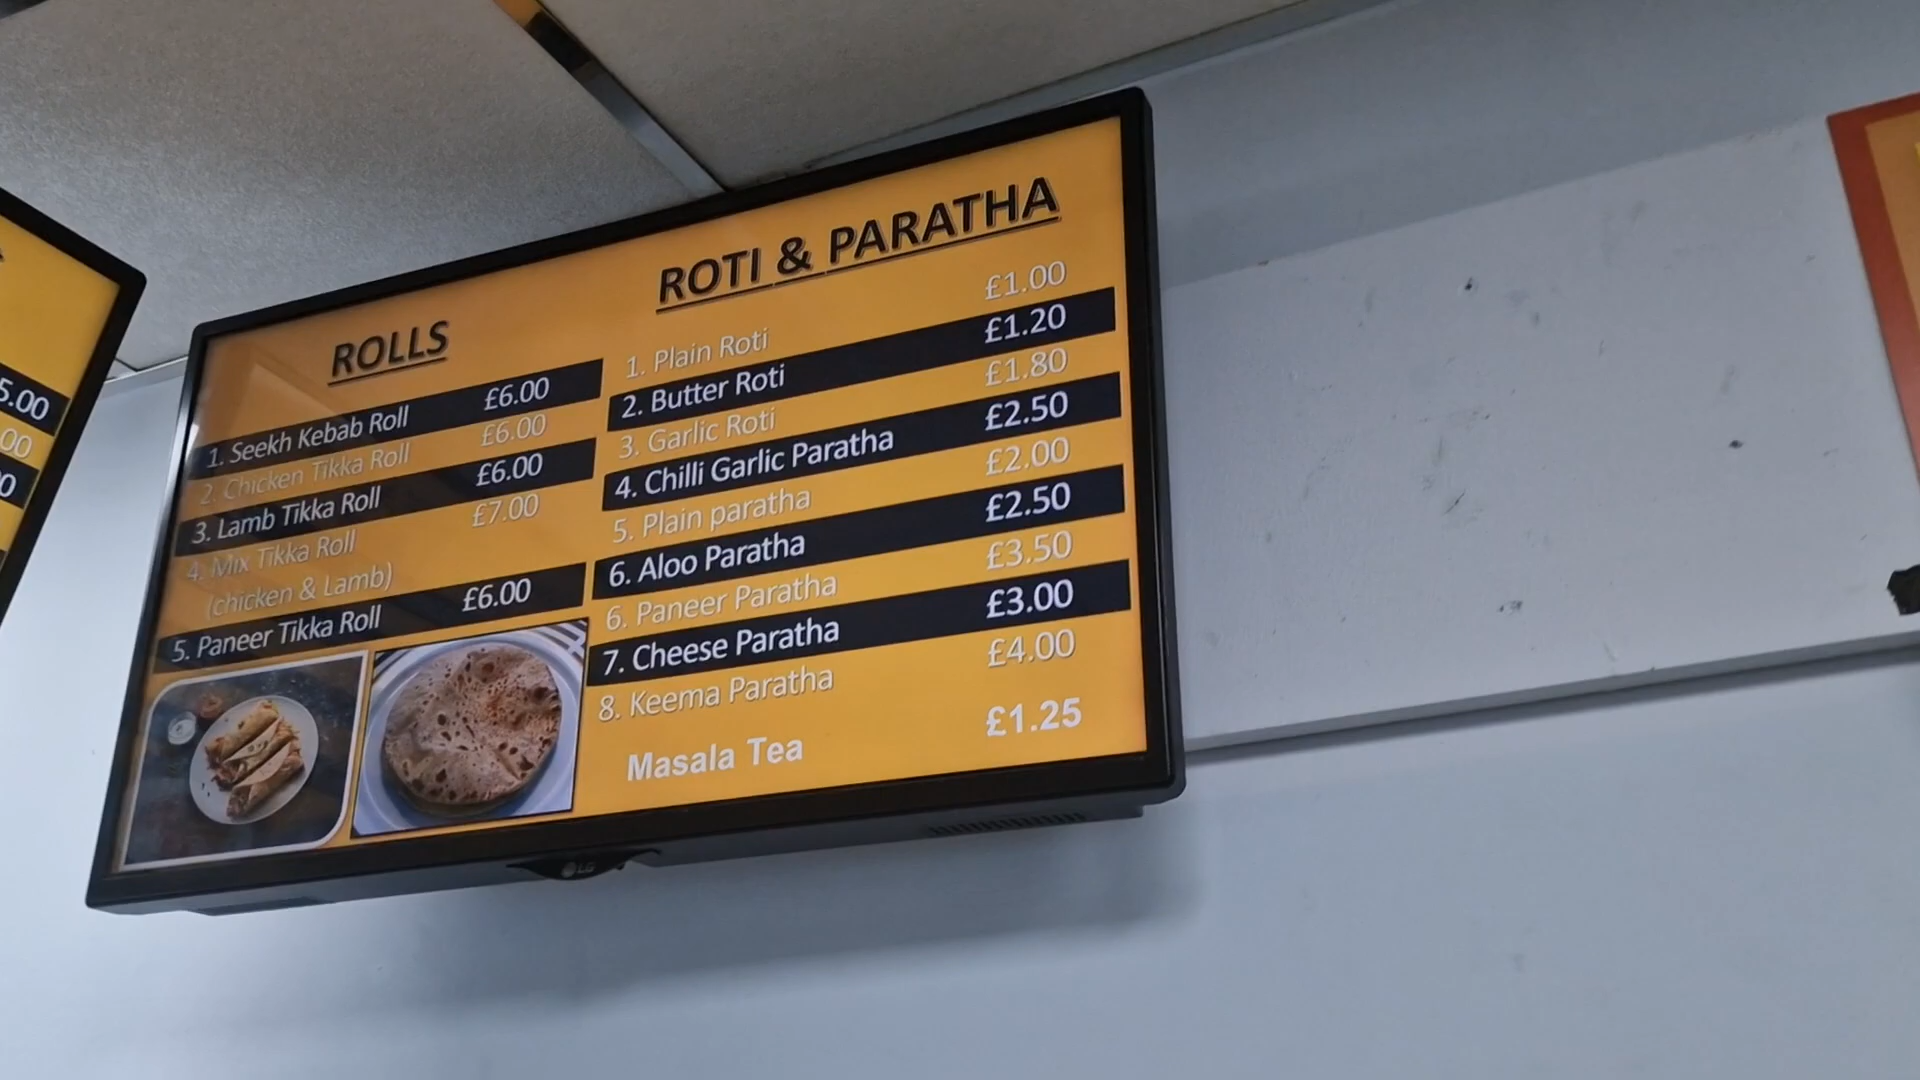 ROLLS
1. Seekh Kebab Roll £6.00
2. Chicken Tikka Roll £6.00
3. Lamb Tikka Roll £6.00
4. Mix Tikka Roll £7.00
(chicken & Lamb)
5. Paneer Tikka Roll £6.00
ROTI & PARATHA
1. Plain Roti £1.00
2. Butter Roti £1.20
3. Garlic Roti £1.80
4. Chilli Garlic Paratha £2.50
5. Plain paratha £2.00
6. Aloo Paratha £2.50
6. Paneer Paratha £3.50
7. Cheese Paratha £3.00
8. Keema Paratha £4.00
Masala Tea £1.25
LG
5.00
00